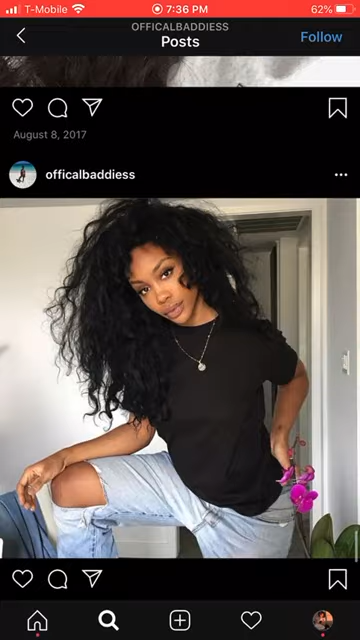 T-Mobile 7:36 PM 62%
OFFICALBADDIESS
Posts
Follow
August 8, 2017
officalbaddiess